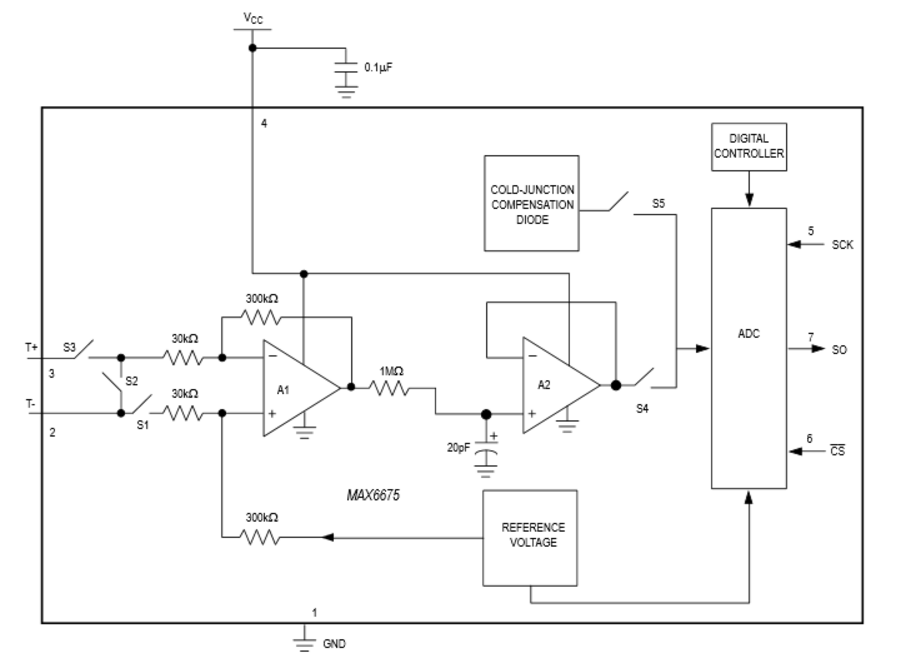 VCC
0.1µF
4
DIGITAL
CONTROLLER
COLD-JUNCTION
COMPENSATION
DIODE
S5
5
SCK
300kΩ
ADC
7
SO
30kΩ
T+
S3
3
S2
A1
1MΩ
A2
S4
30kΩ
T-
S1
2
20pF
6
CS
MAX6675
300kΩ
REFERENCE
VOLTAGE
1
GND